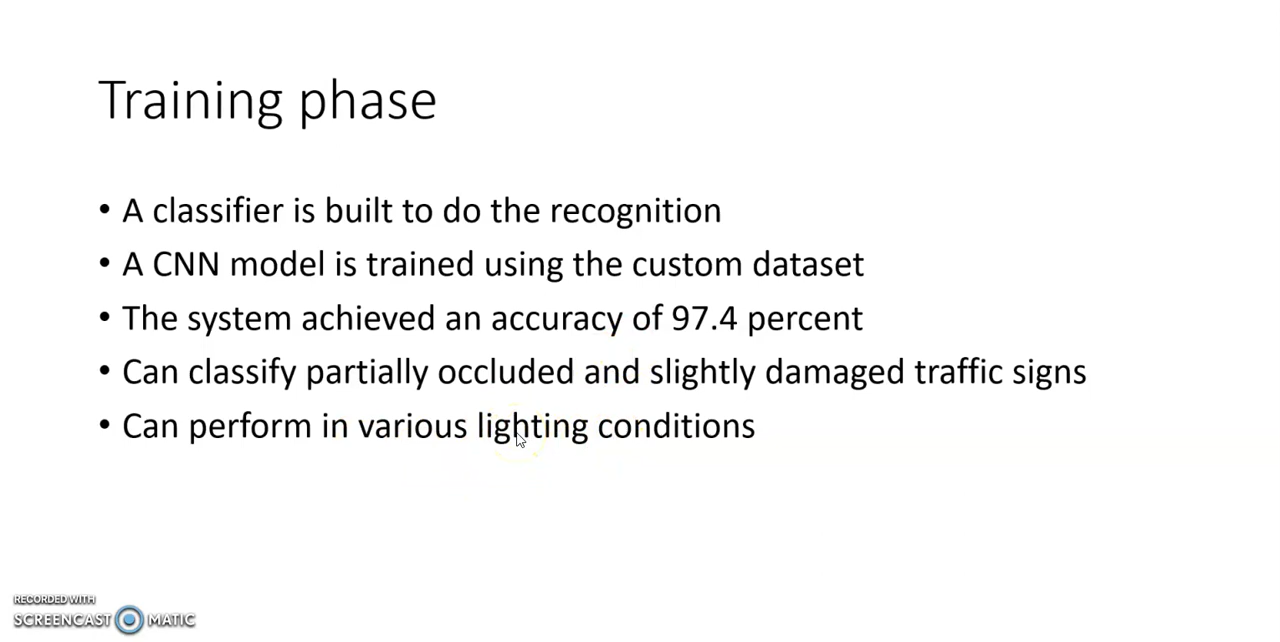 Training phase
• A classifier is built to do the recognition
• A CNN model is trained using the custom dataset
• The system achieved an accuracy of 97.4 percent
• Can classify partially occluded and slightly damaged traffic signs
• Can perform in various lighting conditions
RECORDED WITH
SCREENCAST MATIC